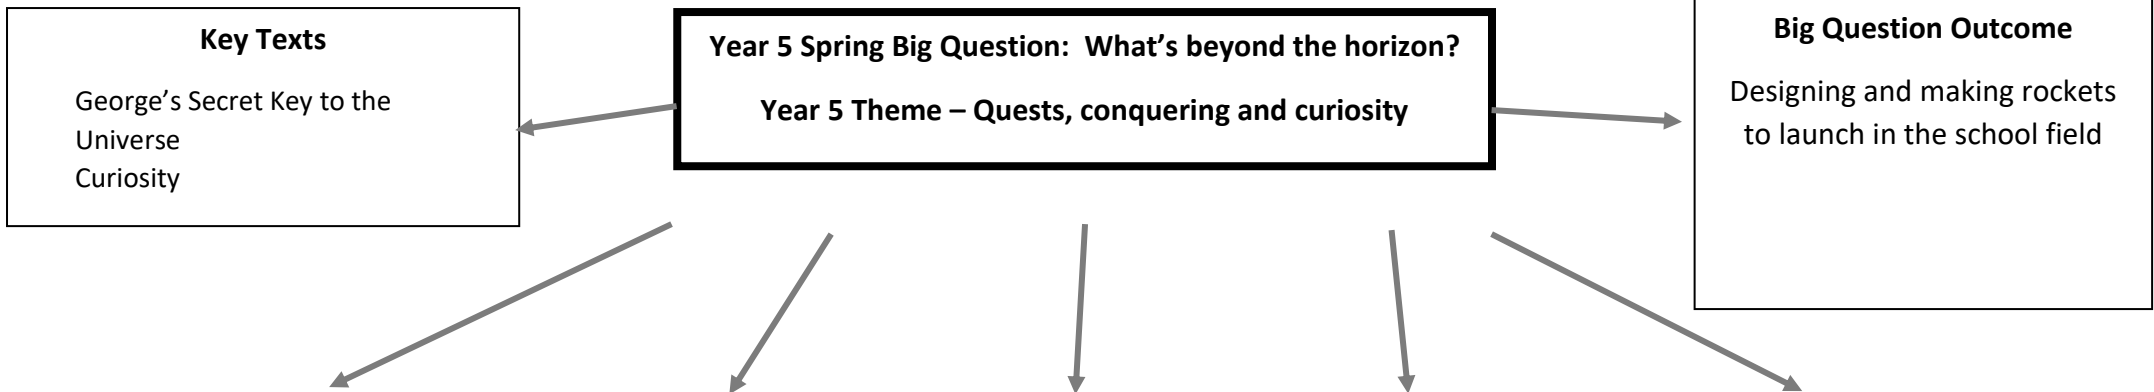 Key Texts
George’s Secret Key to the
Universe
Curiosity
Year 5 Spring Big Question:  What’s beyond the horizon?
Year 5 Theme – Quests, conquering and curiosity
Big Question Outcome
Designing and making rockets
to launch in the school field